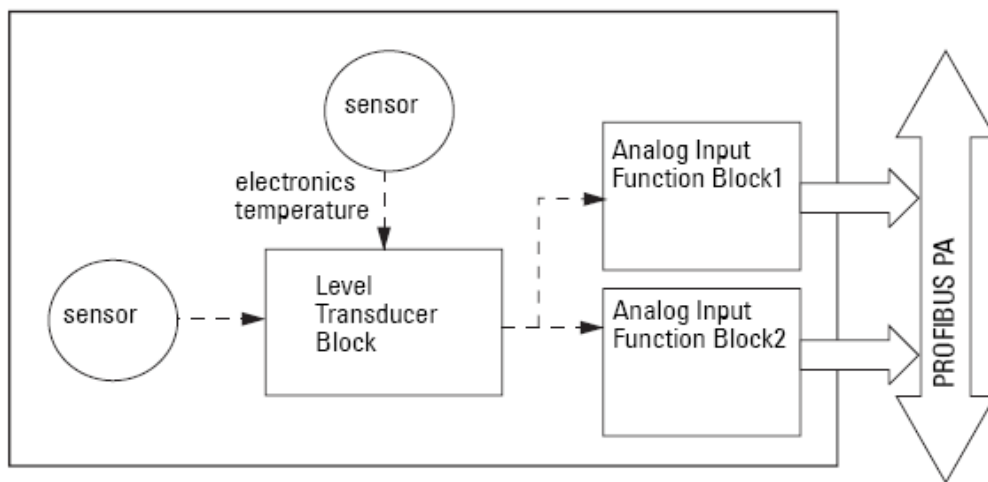 sensor
electronics
temperature
sensor
Level
Transducer
Block
Analog Input
Function Block1
Analog Input
Function Block2
PROFIBUS PA